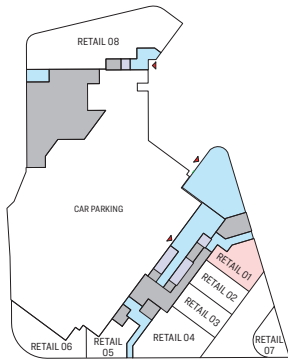 RETAIL 08
CAR PARKING
RETAIL 01
RETAIL 02
RETAIL 03
RETAIL 04
RETAIL
05
RETAIL 06
RETAIL
07